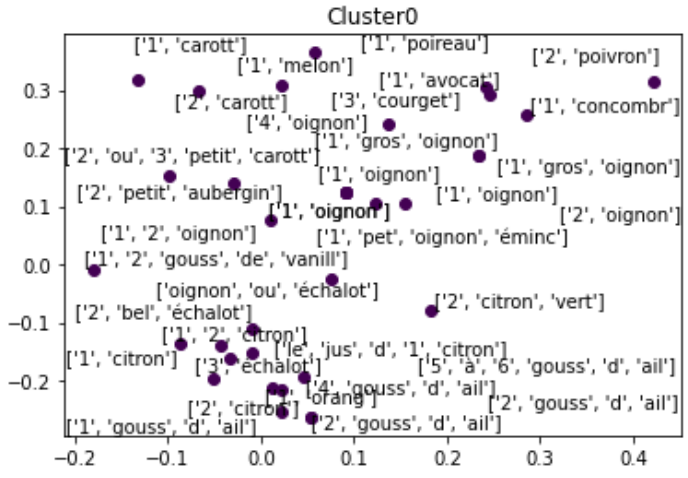 Cluster0
['1', 'carott']
['1', 'poireau']
['1', 'melon']
['2', 'poivron']
['1', 'avocat']
['2', 'carott']
['3', 'courget']
['1', 'concombr']
['4', 'oignon']
['1', 'gros', 'oignon']
['2', 'ou', '3', 'petit', 'carott']
['1', 'gros', 'oignon']
['1', 'oignon']
['2', 'petit', 'aubergin']
['1', 'oignon']
['1', 'oignon']
['2', 'oignon']
['1', '2', 'oignon']
['1', 'pet', 'oignon', 'éminc']
['1', '2', 'gouss', 'de', 'vanill']
['oignon', 'ou', 'échalot']
['2', 'citron', 'vert']
['2', 'bel', 'échalot']
['1', '2', 'citron']
['le', 'jus', 'd', '1', 'citron']
['1', 'citron']
['3', 'échalot']
['5', 'à', '6', 'gouss', 'd', 'ail']
['4', 'gouss', 'd', 'ail']
orang']
['2', 'citron']
['2', 'gouss', 'd', 'ail']
['1', 'gouss', 'd', 'ail']
['2', 'gouss', 'd', 'ail']
0.3
0.2
0.1
0.0
−0.1
−0.2
−0.2 −0.1 0.0 0.1 0.2 0.3 0.4